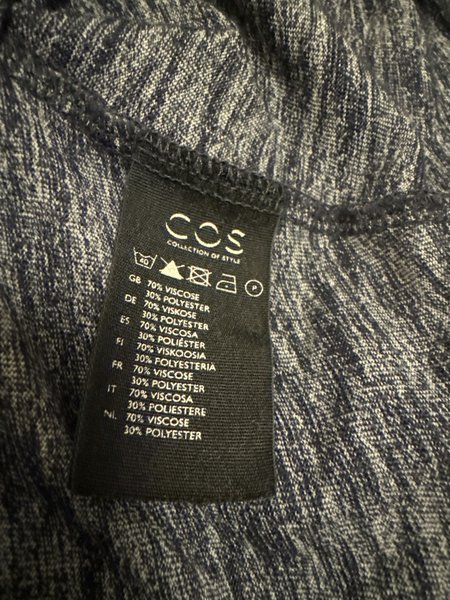 COS
COLLECTION OF STYLE
40 P
GB 70% VISCOSE
30% POLYESTER
DE 70% VISKOSE
30% POLYESTER
ES 70% VISCOSA
30% POLIÉSTER
FI 70% VISKOOSIA
30% POLYESTERIÄ
FR 70% VISCOSE
30% POLYESTER
IT 70% VISCOSA
30% POLIESTERE
NL 70% VISCOSE
30% POLYESTER